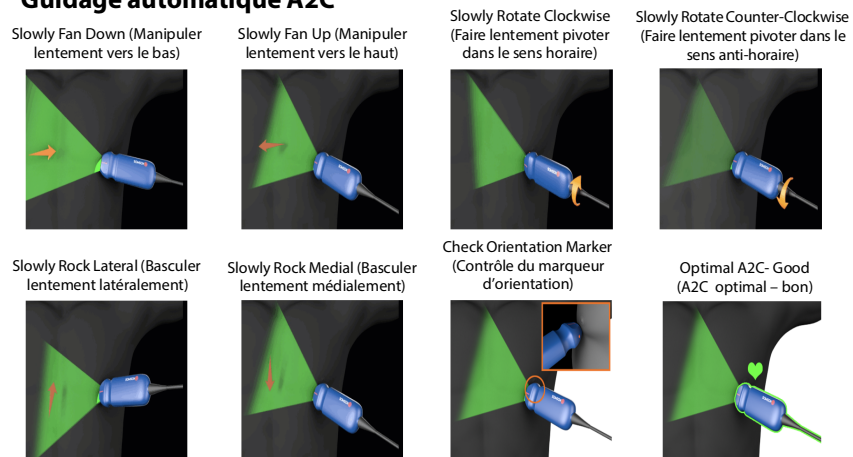 Guidage automatique A2C
Slowly Fan Down (Manipuler
lentement vers le bas)
Slowly Fan Up (Manipuler
lentement vers le haut)
Slowly Rotate Clockwise
(Faire lentement pivoter
dans le sens horaire)
Slowly Rotate Counter-Clockwise
(Faire lentement pivoter dans le
sens anti-horaire)
Slowly Rock Lateral (Basculer
lentement latéralement)
Slowly Rock Medial (Basculer
lentement médialement)
Check Orientation Marker
(Contrôle du marqueur
d’orientation)
Optimal A2C- Good
(A2C optimal – bon)